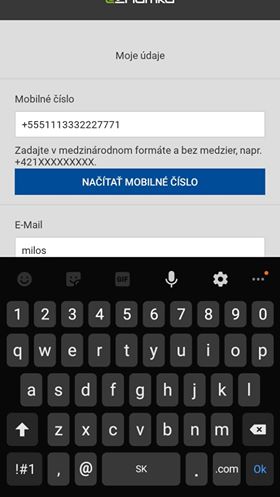 Moje údaje
Mobilné číslo
+5551113332227771
Zadajte v medzinárodnom formáte a bez medzier, napr.
+421XXXXXXXXX.
NAČÍTAŤ MOBILNÉ ČÍSLO
E-Mail
milos
GIF
1 2 3 4 5 6 7 8 9 0
q w e r t y u i o p
a s d f g h j k l
z x c v b n m
!#1 , @ SK . .com Ok